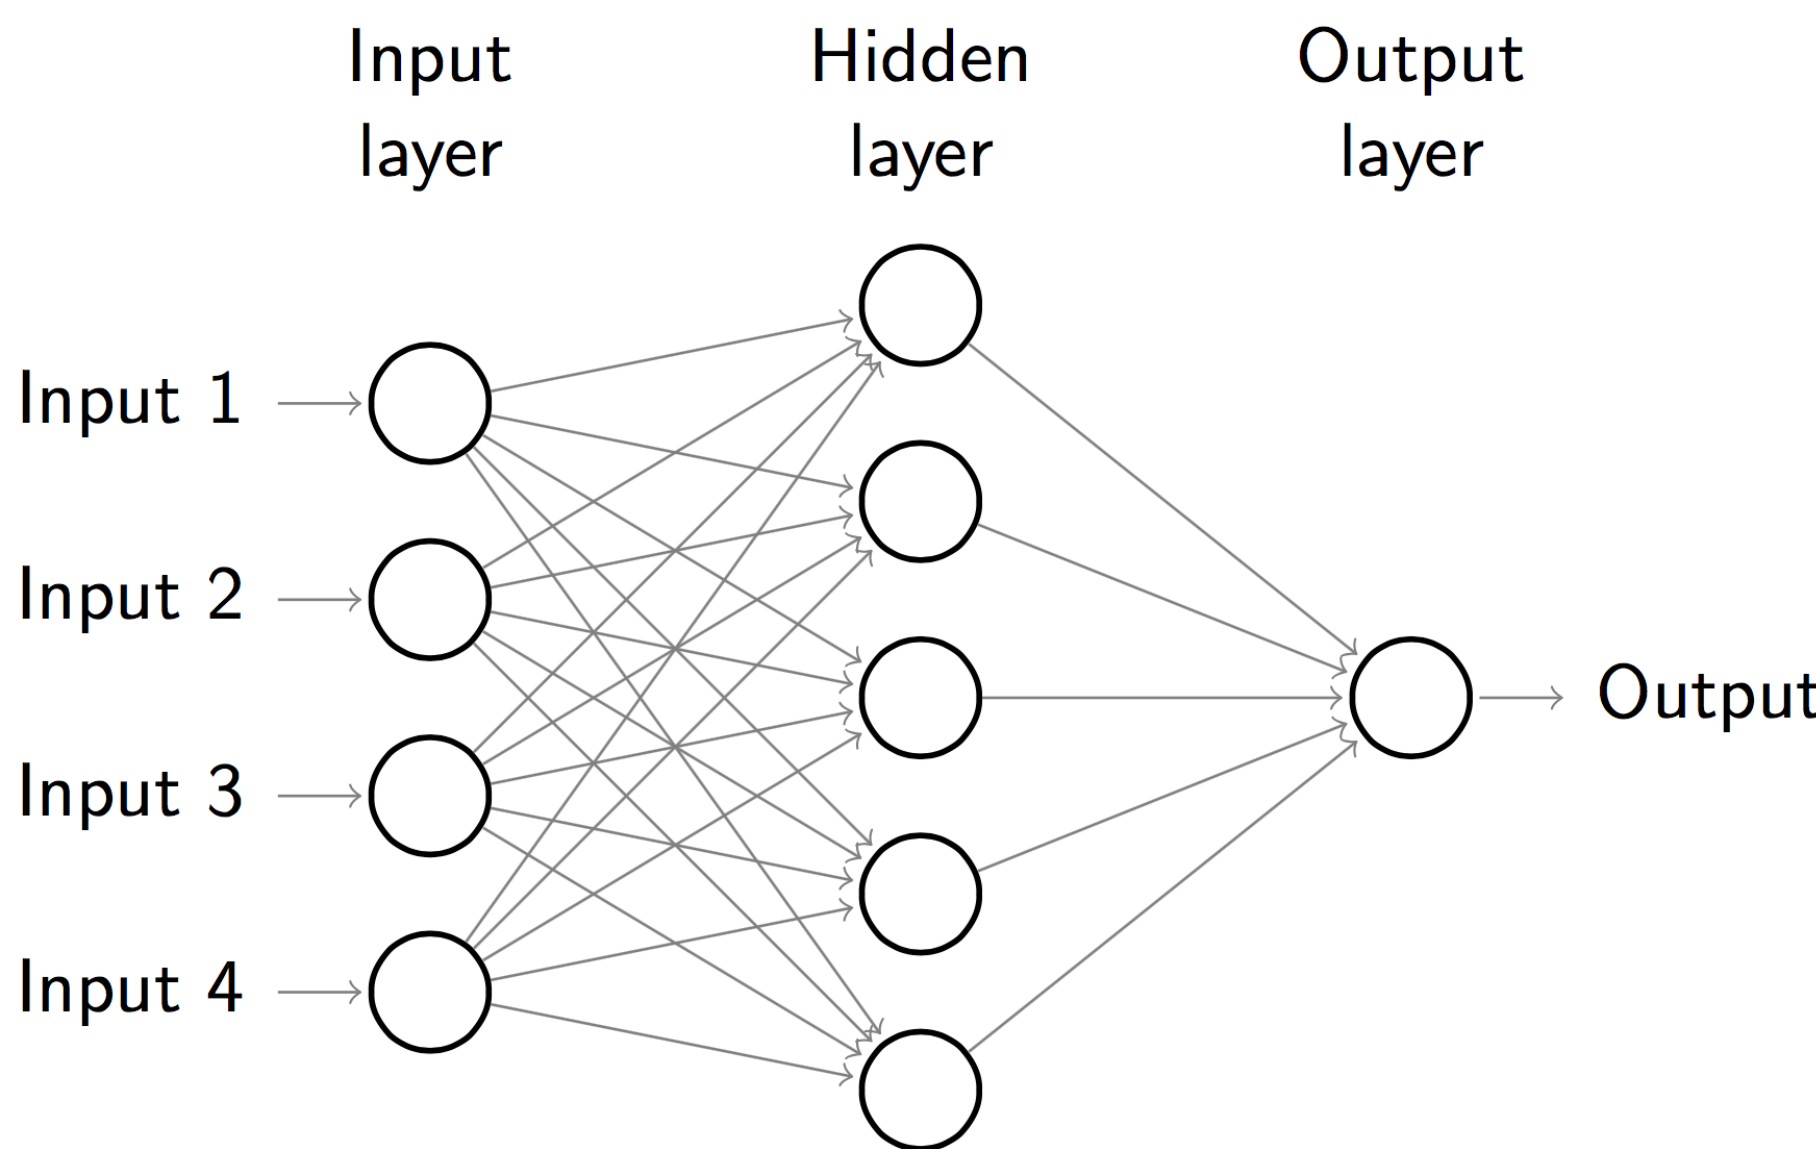 Input
layer
Hidden
layer
Output
layer
Input 1
Input 2
Input 3
Input 4
Output